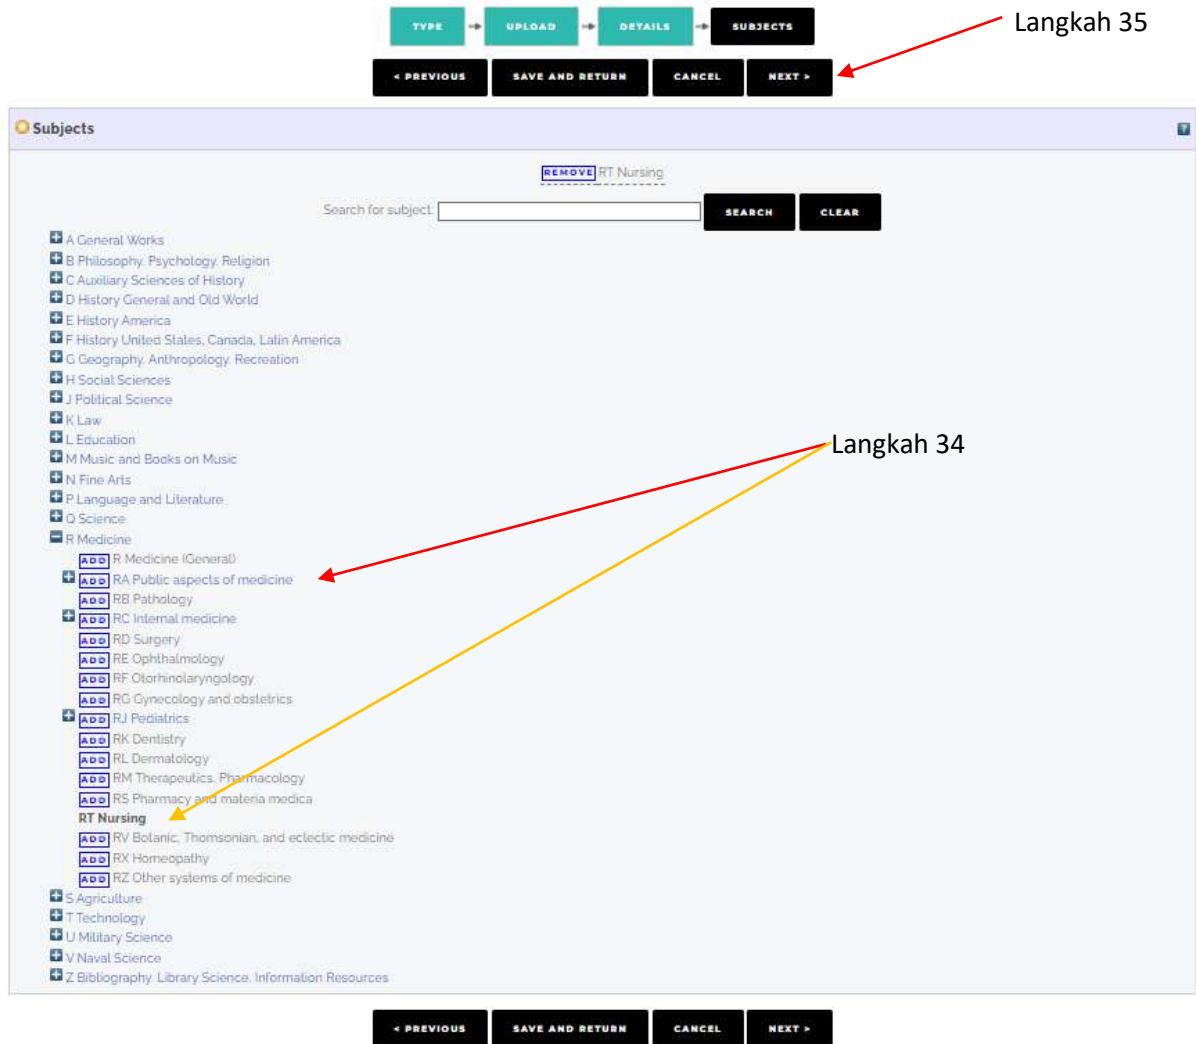 TYPE UPLOAD DETAILS SUBJECTS
Langkah 35
< PREVIOUS SAVE AND RETURN CANCEL NEXT >
Subjects
REMOVE RT Nursing
Search for subject: SEARCH CLEAR
A General Works
B Philosophy. Psychology. Religion
C Auxiliary Sciences of History
D History General and Old World
E History America
F History United States, Canada, Latin America
G Geography. Anthropology. Recreation
H Social Sciences
J Political Science
K Law
L Education
Langkah 34
M Music and Books on Music
N Fine Arts
P Language and Literature
Q Science
R Medicine
ADD R Medicine (General)
ADD RA Public aspects of medicine
ADD RB Pathology
ADD RC Internal medicine
ADD RD Surgery
ADD RE Ophthalmology
ADD RF Otorhinolaryngology
ADD RG Gynecology and obstetrics
ADD RJ Pediatrics
ADD RK Dentistry
ADD RL Dermatology
ADD RM Therapeutics. Pharmacology
ADD RS Pharmacy and materia medica
RT Nursing
ADD RV Botanic, Thomsonian, and eclectic medicine
ADD RX Homeopathy
ADD RZ Other systems of medicine
S Agriculture
T Technology
U Military Science
V Naval Science
Z Bibliography. Library Science. Information Resources
< PREVIOUS SAVE AND RETURN CANCEL NEXT >